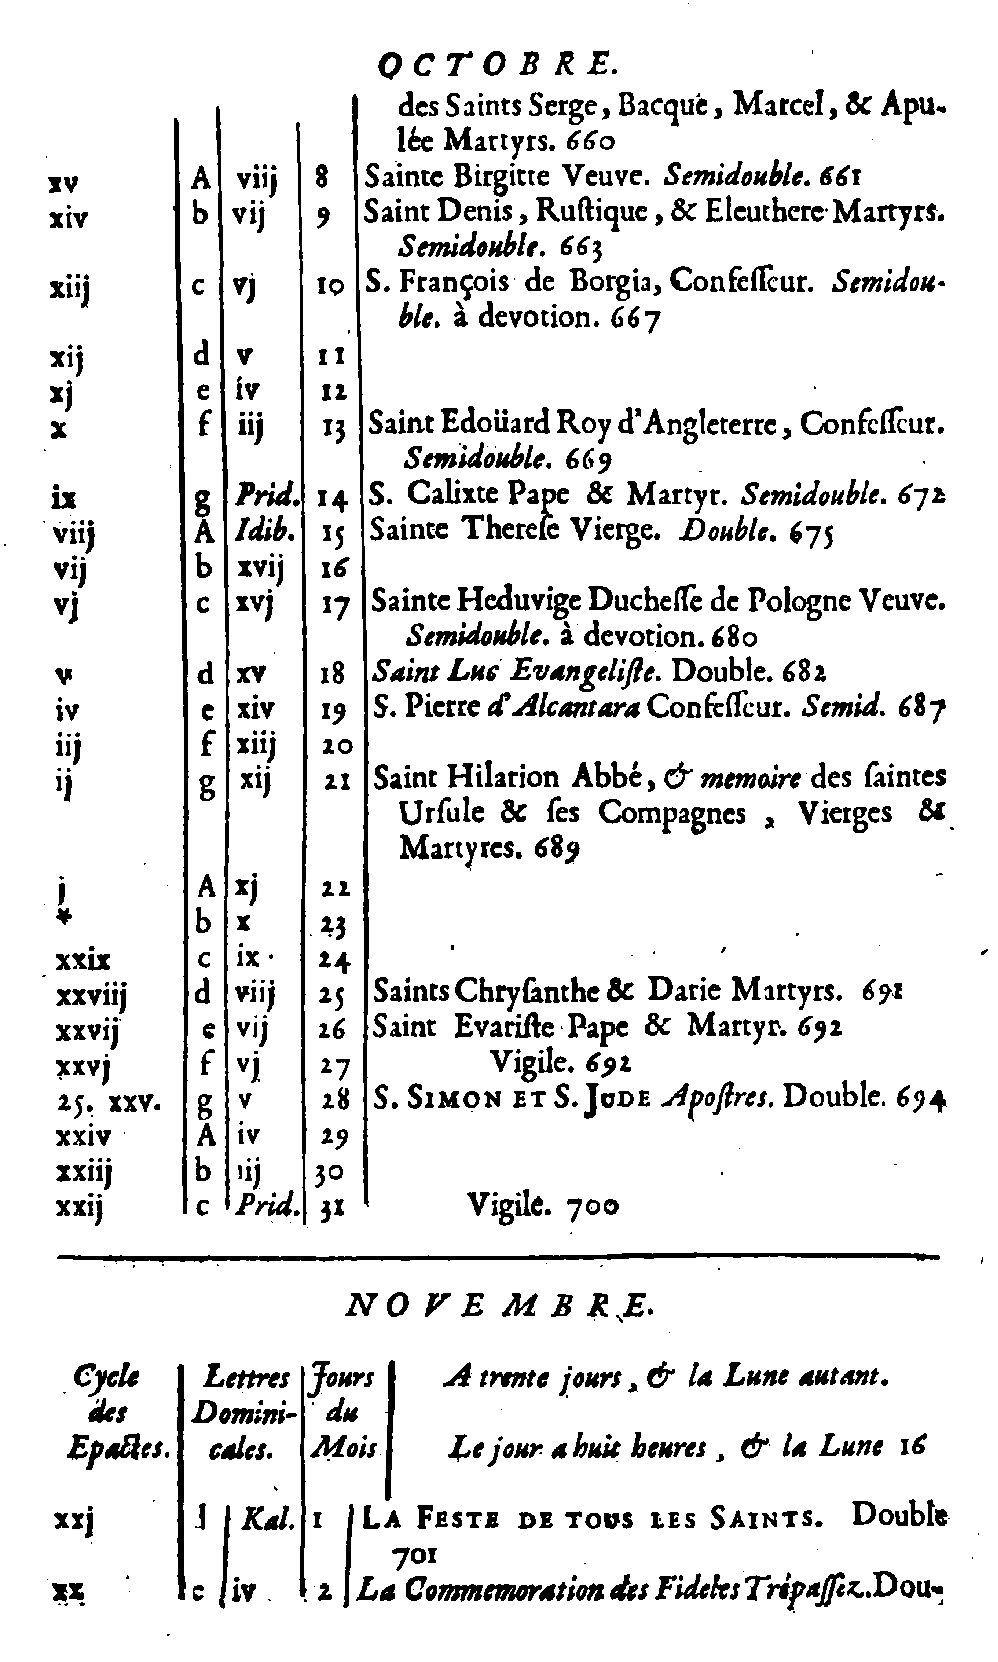 OCTOBRE.
des Saints Serge, Bacque, Marcel, & Apu-
lée Martyrs. 660
xv A viij 8 Sainte Birgitte Veuve. Semidouble. 661
xiv b vij 9 Saint Denis, Ruſtique, & Eleuthere Martyrs.
Semidouble. 663
xiij c vj 10 S. François de Borgia, Confeſſeur. Semidou-
ble. à devotion. 667
xij d v 11
xj e iv 12
x f iij 13 Saint Edoüard Roy d'Angleterre, Confeſſeur.
Semidouble. 669
ix g Prid. 14 S. Calixte Pape & Martyr. Semidouble. 672
viij A Idib. 15 Sainte Thereſe Vierge. Double. 675
vij b xvij 16
vj c xvj 17 Sainte Heduvige Ducheſſe de Pologne Veuve.
Semidouble. à devotion. 680
v d xv 18 Saint Luc Evangeliſte. Double. 682
iv e xiv 19 S. Pierre d'Alcantara Confeſſeur. Semid. 687
iij f xiij 20
ij g xij 21 Saint Hilarion Abbé, & memoire des ſaintes
Urſule & ſes Compagnes, Vierges &
Martyres. 689
j A xj 22
* b x 23
xxix c ix 24
xxviij d viij 25 Saints Chryſanthe & Darie Martyrs. 691
xxvij e vij 26 Saint Evariſte Pape & Martyr. 692
xxvj f vj 27 Vigile. 692
25. xxv. g v 28 S. SIMON ET S. JUDE Apoſtres. Double. 694
xxiv A iv 29
xxiij b iij 30
xxij c Prid. 31 Vigile. 700
NOVEMBRE.
Cycle Lettres Jours A trente jours, & la Lune autant.
des Domini- du
Epactes. cales. Mois Le jour a huit heures, & la Lune 16
xxj Kal. 1 LA FESTE DE TOUS LES SAINTS. Double
701
xx e iv 2 La Commemoration des Fideles Trépaſſez. Dou-